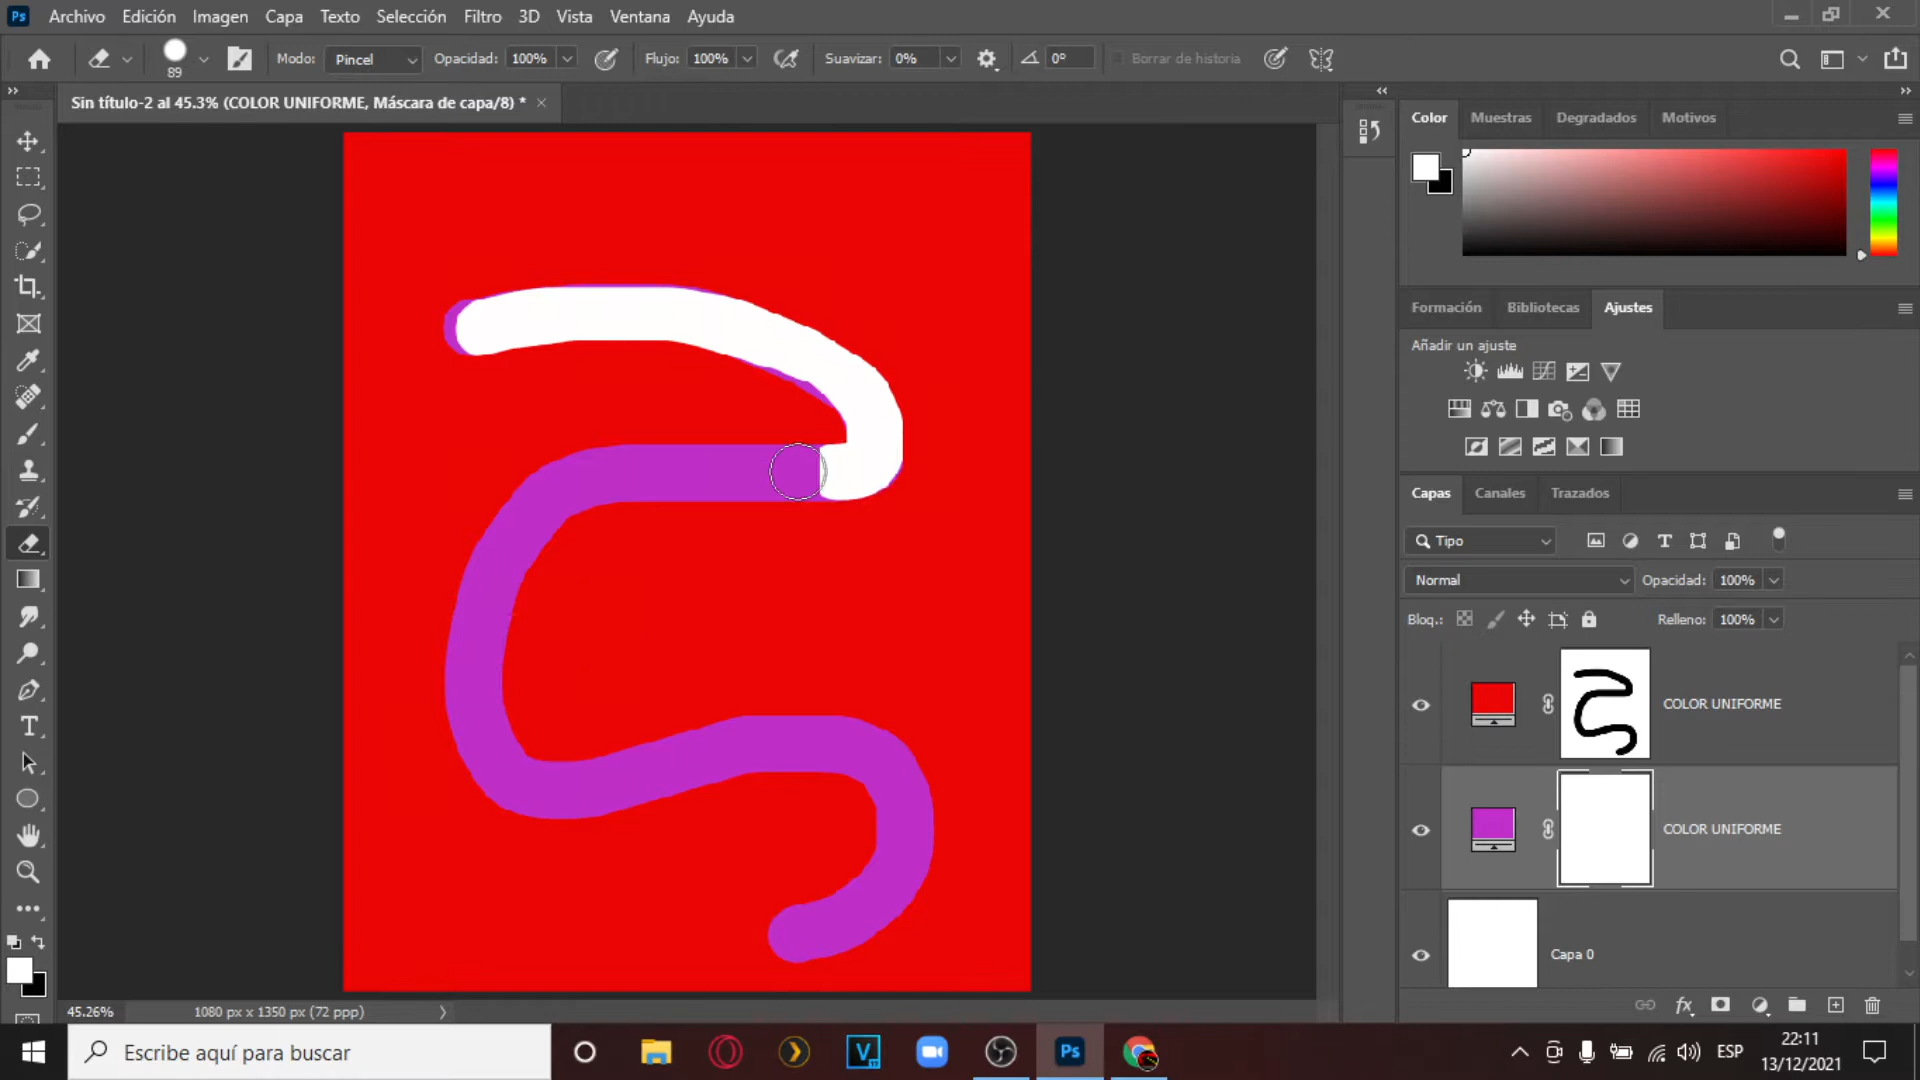 Ps Archivo Edición Imagen Capa Texto Selección Filtro 3D Vista Ventana Ayuda
89 Modo: Pincel Opacidad: 100% Flujo: 100% Suavizar: 0% 0° Borrar de historia
Sin título-2 al 45.3% (COLOR UNIFORME, Máscara de capa/8) *
Color Muestras Degradados Motivos
Formación Bibliotecas Ajustes
Añadir un ajuste
Capas Canales Trazados
Tipo
Normal Opacidad: 100%
Bloq.: Relleno: 100%
COLOR UNIFORME
COLOR UNIFORME
Capa 0
fx
45.26% 1080 px x 1350 px (72 ppp)
Escribe aquí para buscar
V
Ps
ESP
22:11
13/12/2021